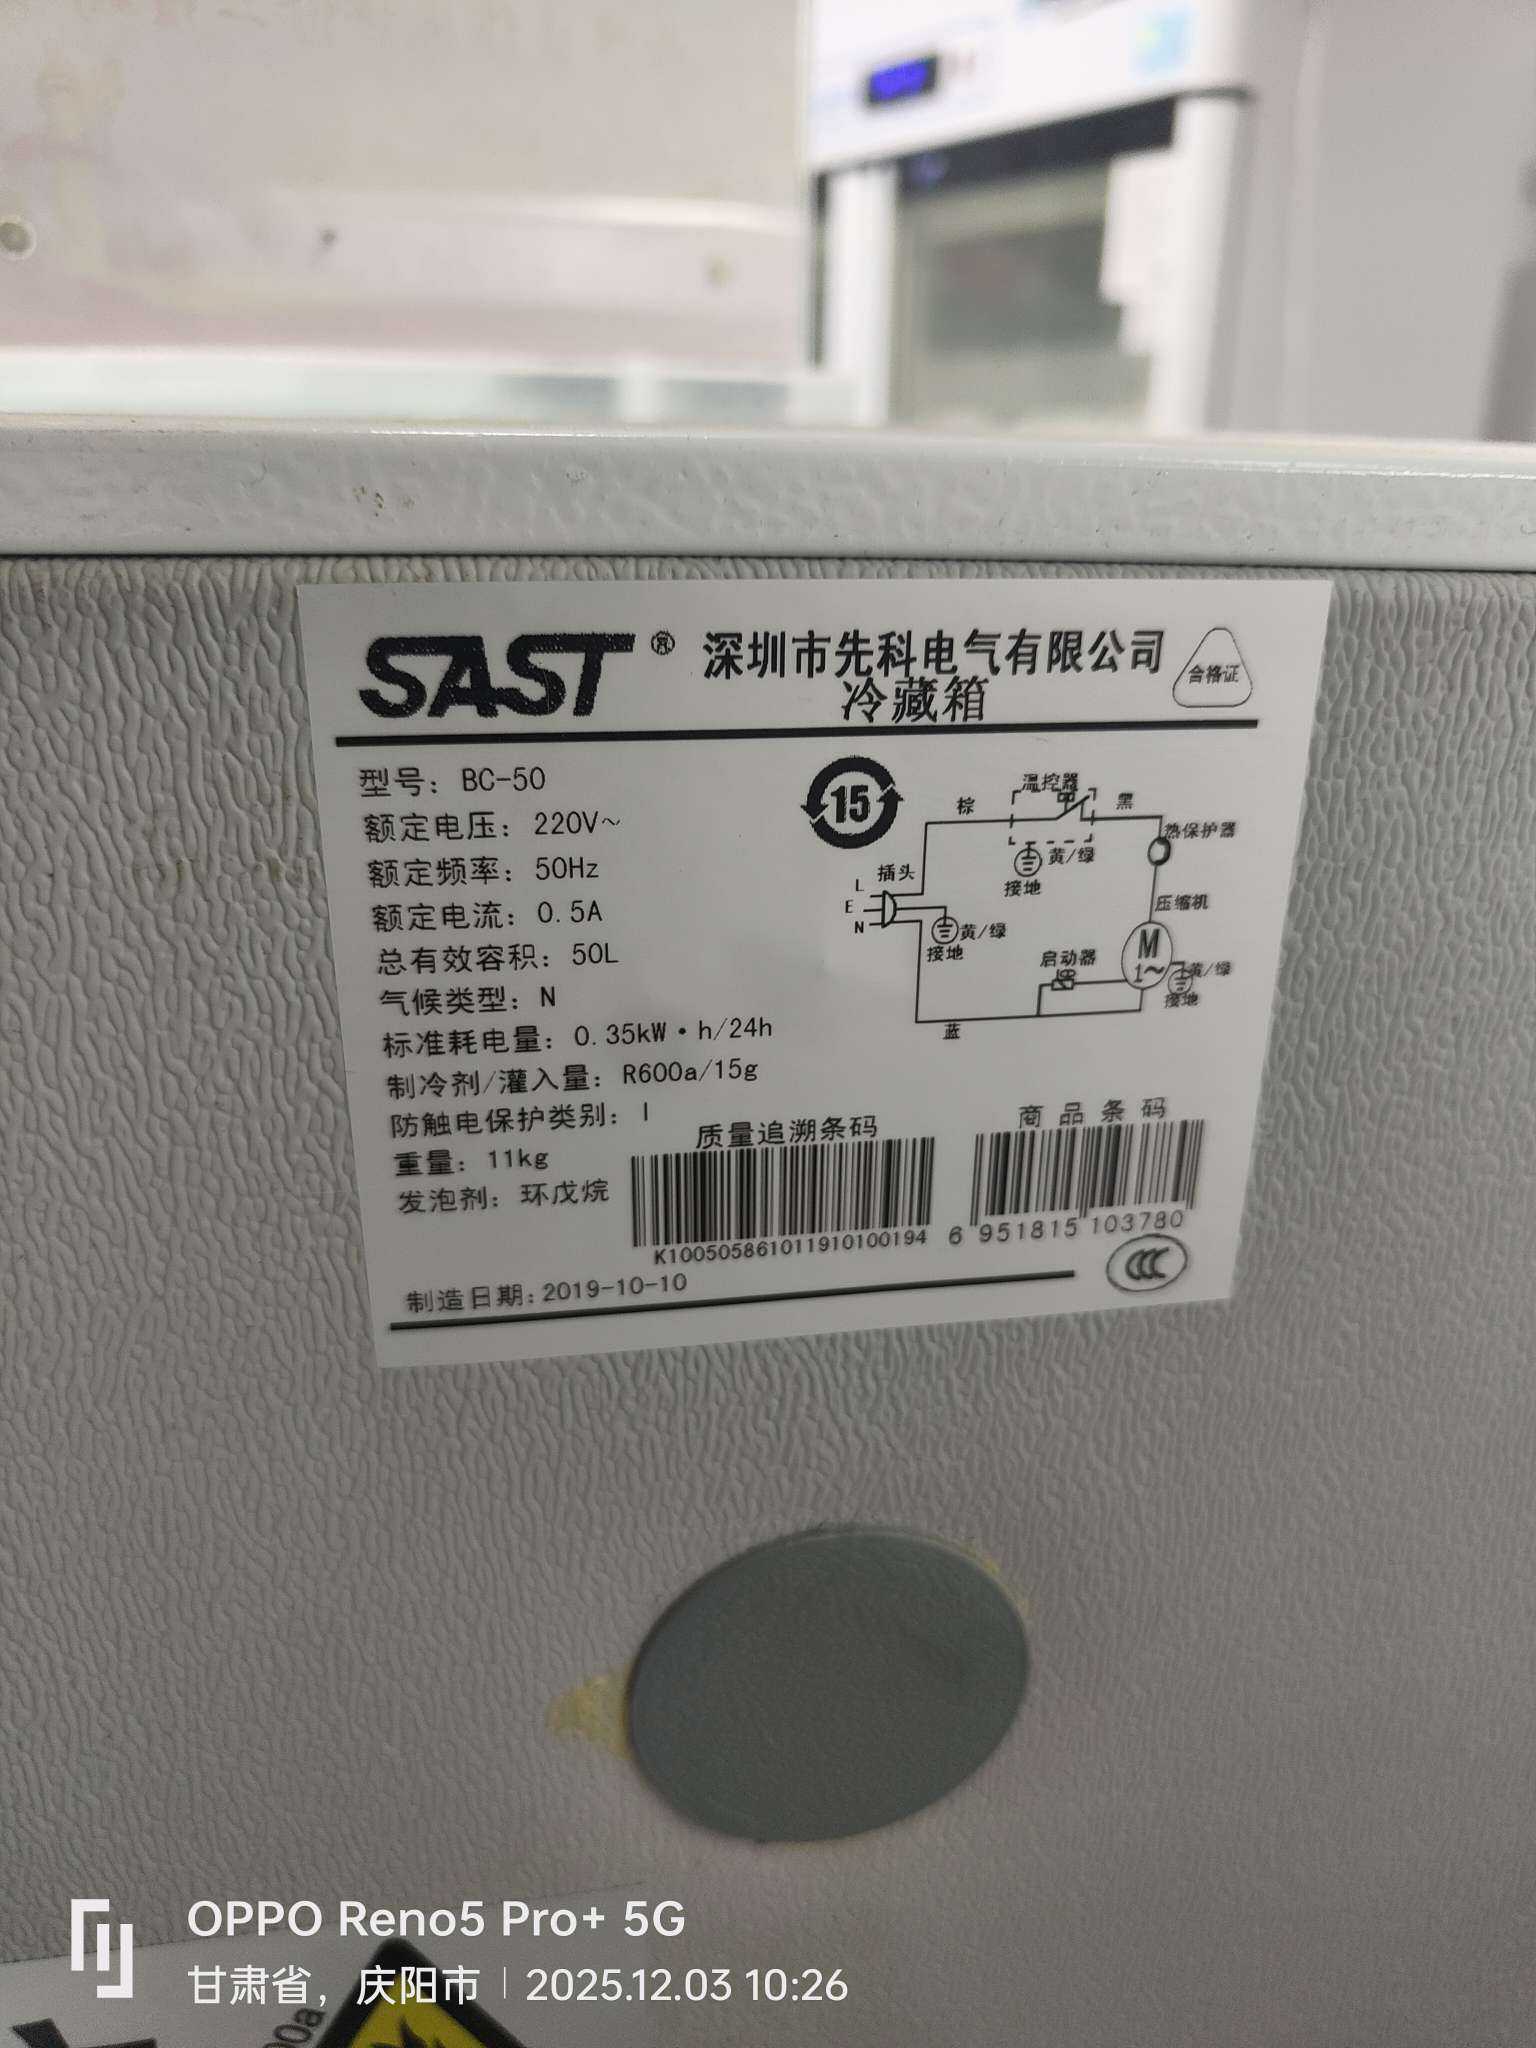 SAST®
深圳市先科电气有限公司
冷藏箱
合格证
型号：BC-50
额定电压：220V~
额定频率：50Hz
额定电流：0.5A
总有效容积：50L
气候类型：N
标准耗电量：0.35kW·h/24h
制冷剂/灌入量：R600a/15g
防触电保护类别：I
重量：11kg
发泡剂：环戊烷
15
温控器
棕
黑
热保护器
黄/绿
接地
插头
L
E
N
黄/绿
接地
压缩机
M
1~
启动器
黄/绿
接地
蓝
质量追溯条码
K100505861011910100194
商品条码
6 951815 103780
CCC
制造日期：2019-10-10
OPPO Reno5 Pro+ 5G
甘肃省，庆阳市 | 2025.12.03 10:26
00a